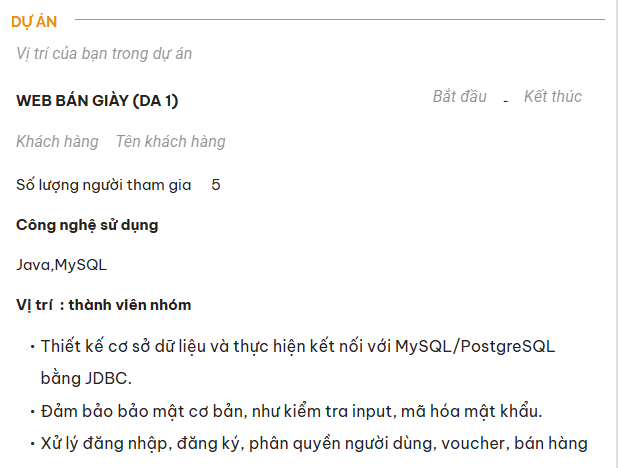 DỰ ÁN
Vị trí của bạn trong dự án
WEB BÁN GIÀY (DA 1)
Bắt đầu - Kết thúc
Khách hàng Tên khách hàng
Số lượng người tham gia 5
Công nghệ sử dụng
Java,MySQL
Vị trí : thành viên nhóm
• Thiết kế cơ sở dữ liệu và thực hiện kết nối với MySQL/PostgreSQL
bằng JDBC.
• Đảm bảo bảo mật cơ bản, như kiểm tra input, mã hóa mật khẩu.
• Xử lý đăng nhập, đăng ký, phân quyền người dùng, voucher, bán hàng